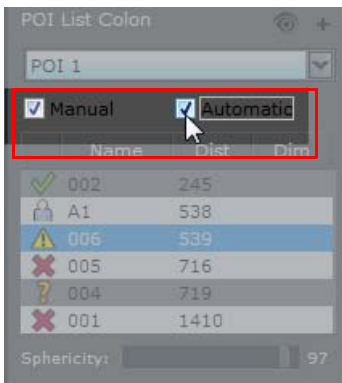 POI List Colon
POI 1
Manual Automatic
Name Dist Dim
002 245
A1 538
006 539
005 716
004 719
001 1410
Sphericity: 97